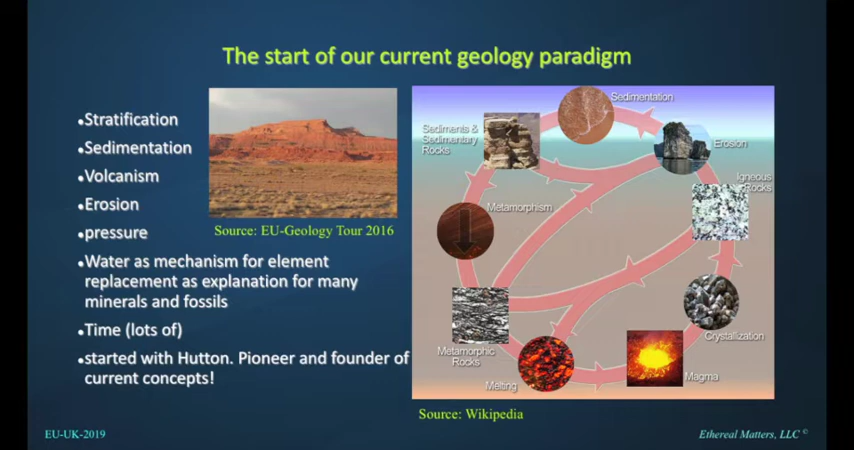 The start of our current geology paradigm
•Stratification
•Sedimentation
•Volcanism
•Erosion
•pressure
•Water as mechanism for element
replacement as explanation for many
minerals and fossils
•Time (lots of)
•started with Hutton. Pioneer and founder of
current concepts!
Source: EU-Geology Tour 2016
Sedimentation
Sediments &
Sedimentary
Rocks
Erosion
Igneous
Rocks
Metamorphism
Crystallization
Metamorphic
Rocks
Magma
Melting
Source: Wikipedia
EU-UK-2019
Ethereal Matters, LLC ©